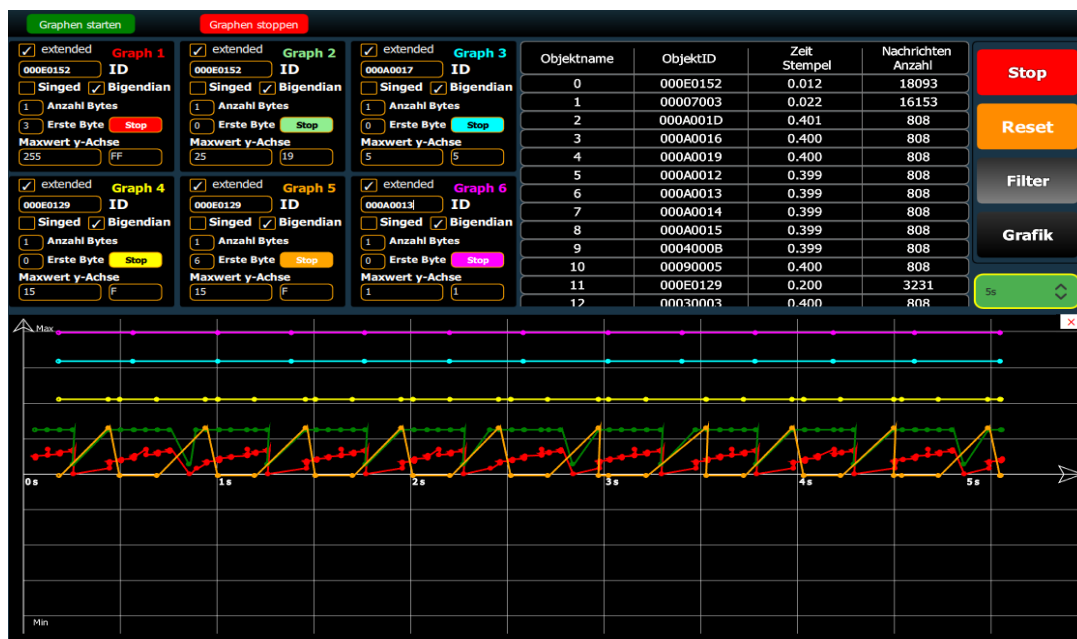 Graphen starten
Graphen stoppen
extended Graph 1
000E0152 ID
Singed Bigendian
1 Anzahl Bytes
3 Erste Byte Stop
Maxwert y-Achse
255 FF
extended Graph 2
000E0152 ID
Singed Bigendian
1 Anzahl Bytes
0 Erste Byte Stop
Maxwert y-Achse
25 19
extended Graph 3
000A0017 ID
Singed Bigendian
1 Anzahl Bytes
0 Erste Byte Stop
Maxwert y-Achse
5 5
extended Graph 4
000E0129 ID
Singed Bigendian
1 Anzahl Bytes
0 Erste Byte Stop
Maxwert y-Achse
15 F
extended Graph 5
000E0129 ID
Singed Bigendian
1 Anzahl Bytes
6 Erste Byte Stop
Maxwert y-Achse
15 F
extended Graph 6
000A0013 ID
Singed Bigendian
1 Anzahl Bytes
0 Erste Byte Stop
Maxwert y-Achse
1 1
Objektname ObjektID Zeit Stempel Nachrichten Anzahl
0 000E0152 0.012 18093
1 00007003 0.022 16153
2 000A001D 0.401 808
3 000A0016 0.400 808
4 000A0019 0.400 808
5 000A0012 0.399 808
6 000A0013 0.399 808
7 000A0014 0.399 808
8 000A0015 0.399 808
9 0004000B 0.399 808
10 00090005 0.400 808
11 000E0129 0.200 3231
12 00030003 0.400 808
Stop
Reset
Filter
Grafik
5s
Max
0 s 1 s 2 s 3 s 4 s 5 s
Min